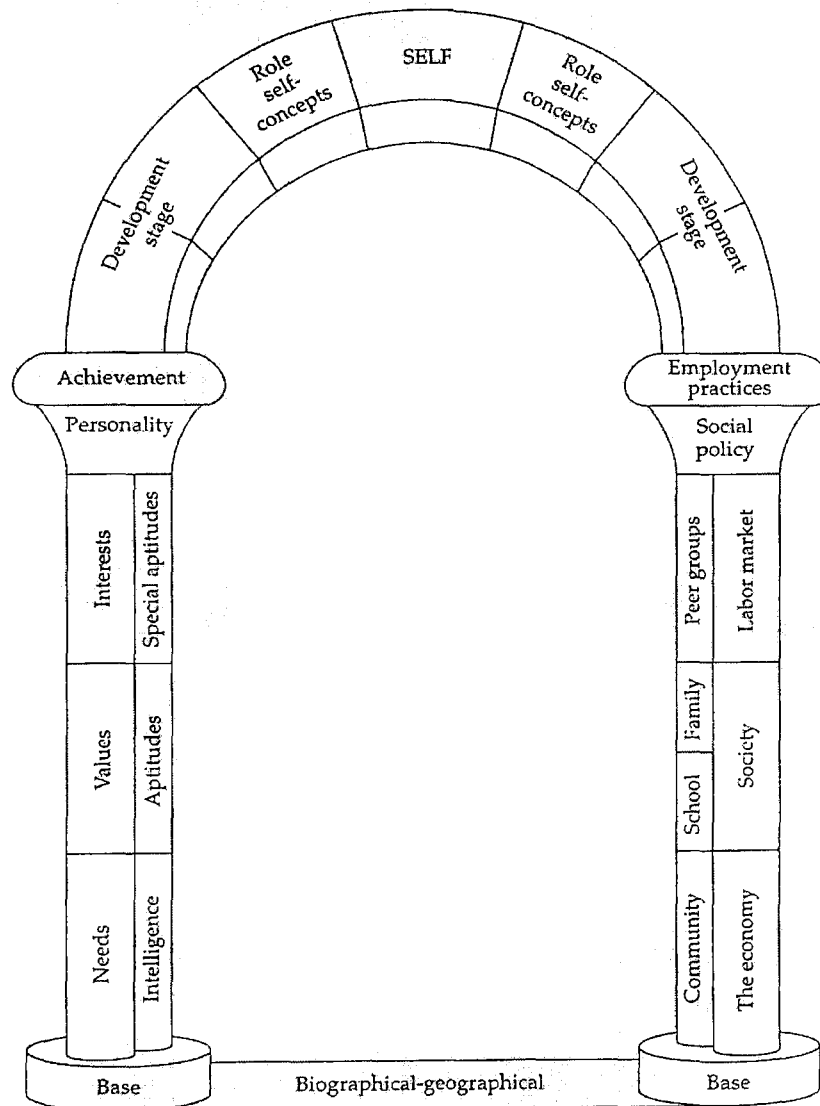 SELF
Role
self-
concepts
Role
self-
concepts
Development
stage
Development
stage
Achievement
Personality
Employment
practices
Social
policy
Interests
Special aptitudes
Values
Aptitudes
Needs
Intelligence
Peer groups
Labor market
Family
School
Society
Community
The economy
Base
Biographical-geographical
Base